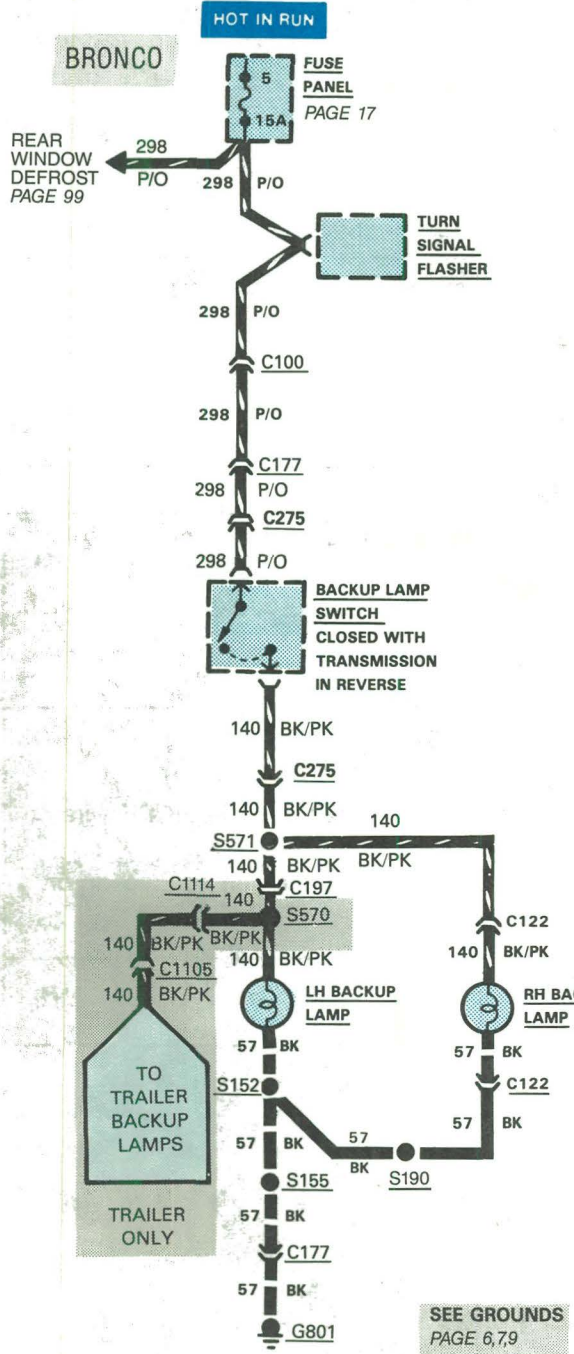 HOT IN RUN
BRONCO
5
15A
FUSE
PANEL
PAGE 17
REAR
WINDOW
DEFROST
PAGE 99
298
P/O
298 P/O
TURN
SIGNAL
FLASHER
298 P/O
C100
298 P/O
C177
298 P/O
C275
298 P/O
BACKUP LAMP
SWITCH
CLOSED WITH
TRANSMISSION
IN REVERSE
140 BK/PK
C275
140 BK/PK
140
BK/PK
S571
140 BK/PK
C197
C1114
140
BK/PK
S570
140 BK/PK
C1105
140 BK/PK
140 BK/PK
LH BACKUP
LAMP
C122
140 BK/PK
RH BAC
LAMP
57 BK
57 BK
C122
TO
TRAILER
BACKUP
LAMPS
S152
57 BK
57
BK
57 BK
S190
S155
TRAILER
ONLY
57 BK
C177
57 BK
G801
SEE GROUNDS
PAGE 6,7,9